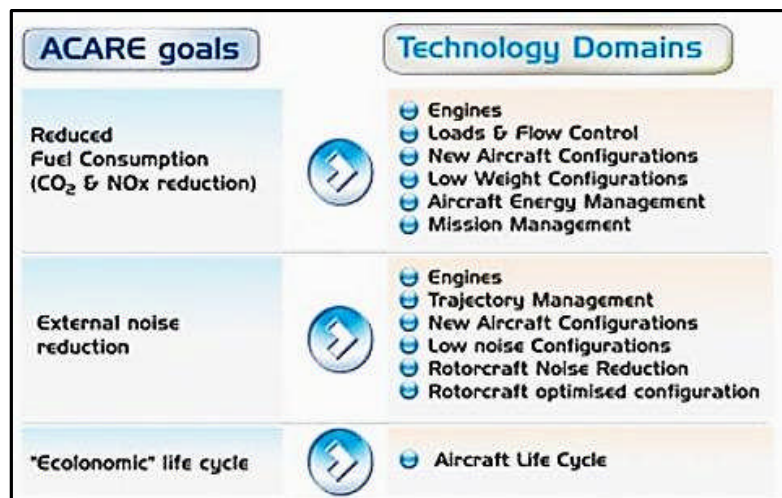 ACARE goals
Technology Domains
Reduced
Fuel Consumption
(CO₂ & NOx reduction)
Engines
Loads & Flow Control
New Aircraft Configurations
Low Weight Configurations
Aircraft Energy Management
Mission Management
External noise
reduction
Engines
Trajectory Management
New Aircraft Configurations
Low noise Configurations
Rotorcraft Noise Reduction
Rotorcraft optimised configuration
"Ecolonomic" life cycle
Aircraft Life Cycle